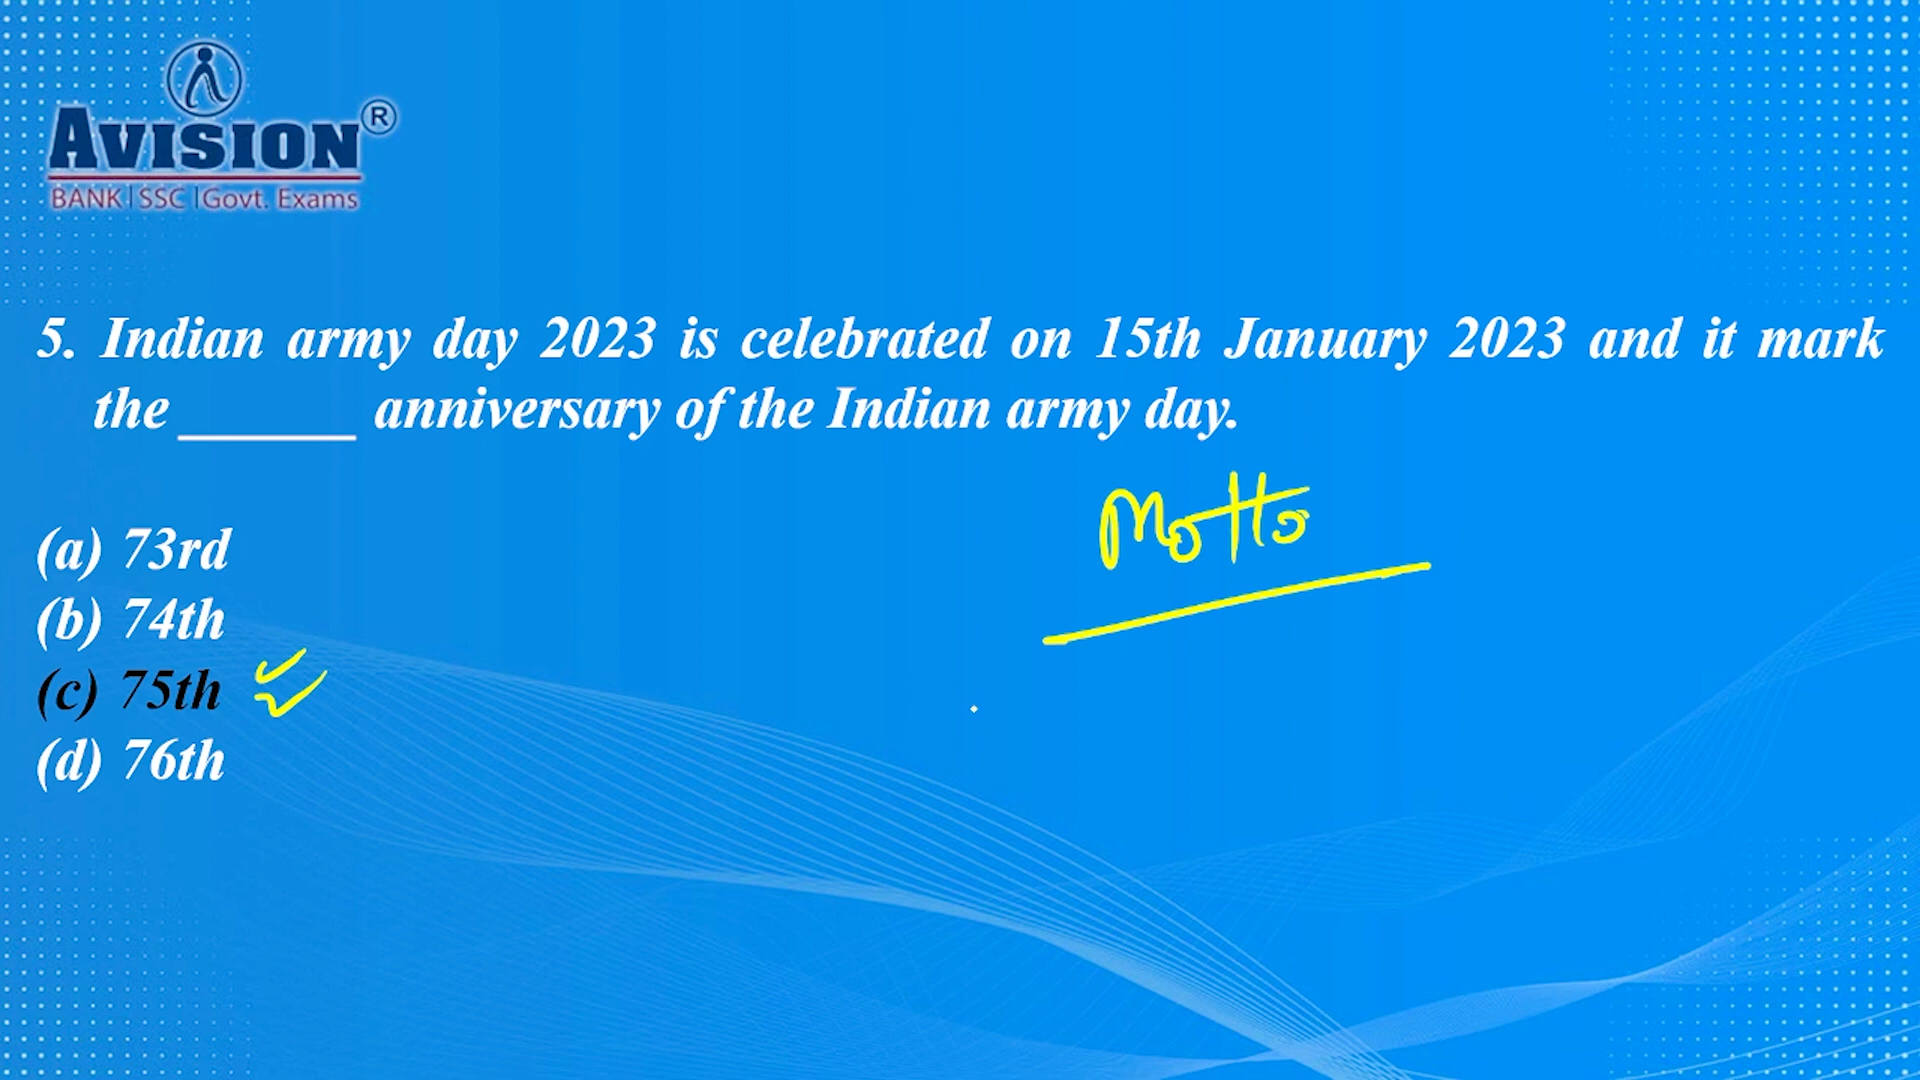 AVISION®
BANK | SSC | Govt. Exams
5. Indian army day 2023 is celebrated on 15th January 2023 and it mark
the ______ anniversary of the Indian army day.
Motto
(a) 73rd
(b) 74th
(c) 75th
(d) 76th